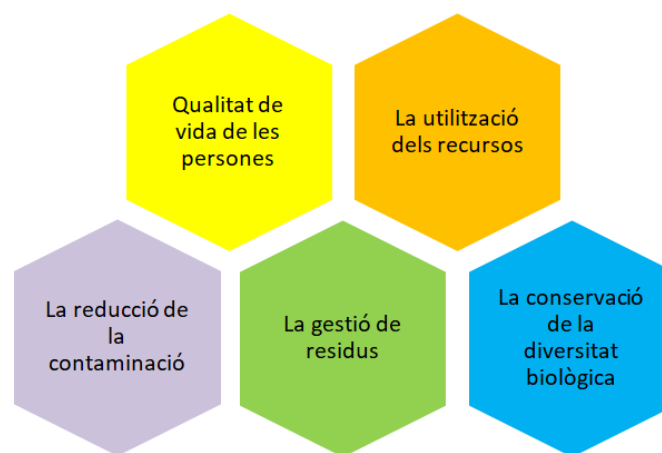 Qualitat de
vida de les
persones
La utilització
dels recursos
La reducció de
la
contaminació
La gestió de
residus
La conservació
de la
diversitat
biològica